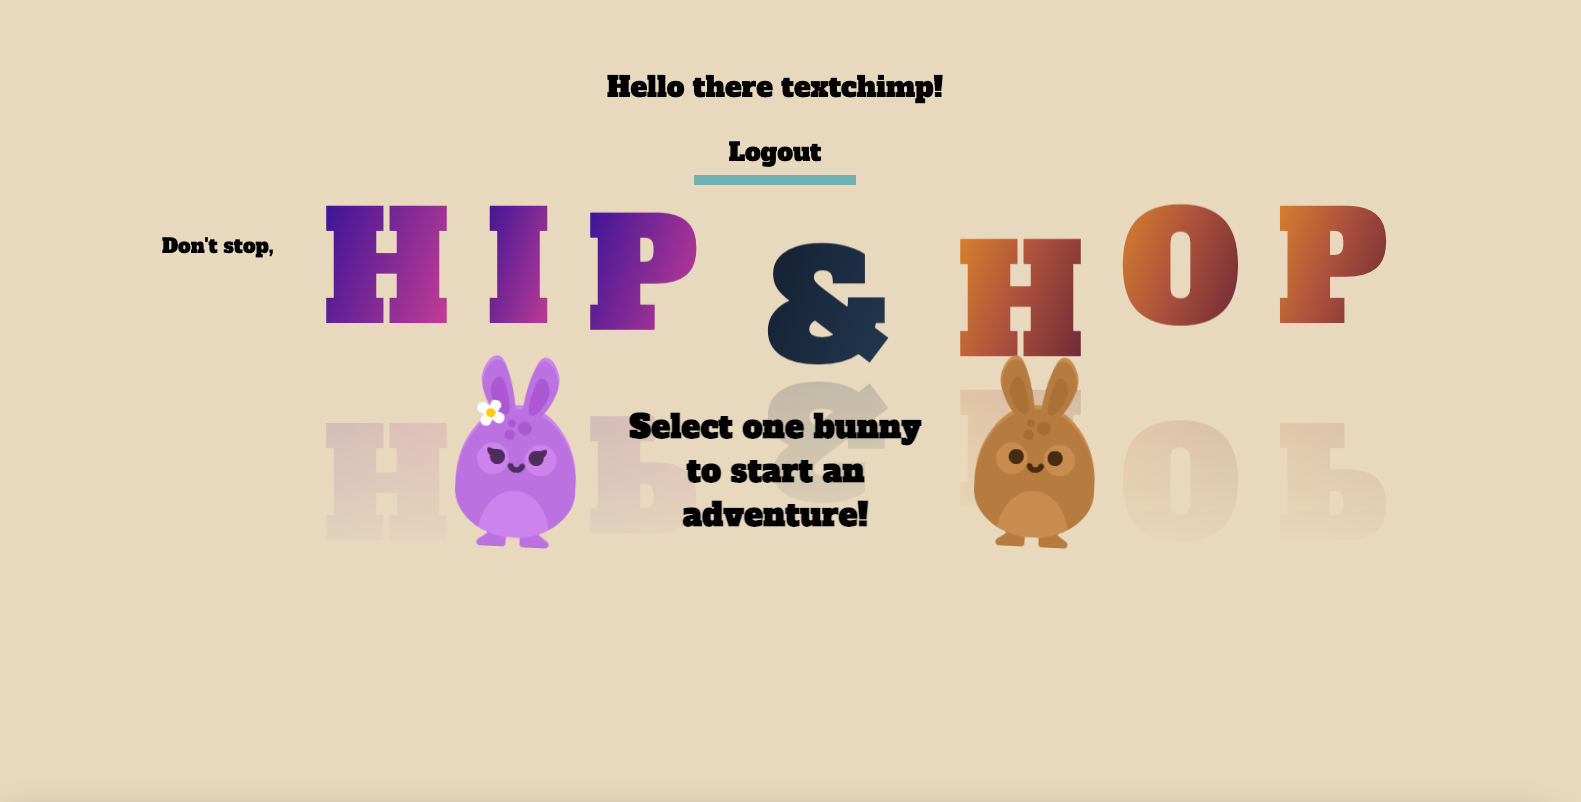 Hello there textchimp!
Logout
Don't stop,
HIP & HOP
Select one bunny
to start an
adventure!